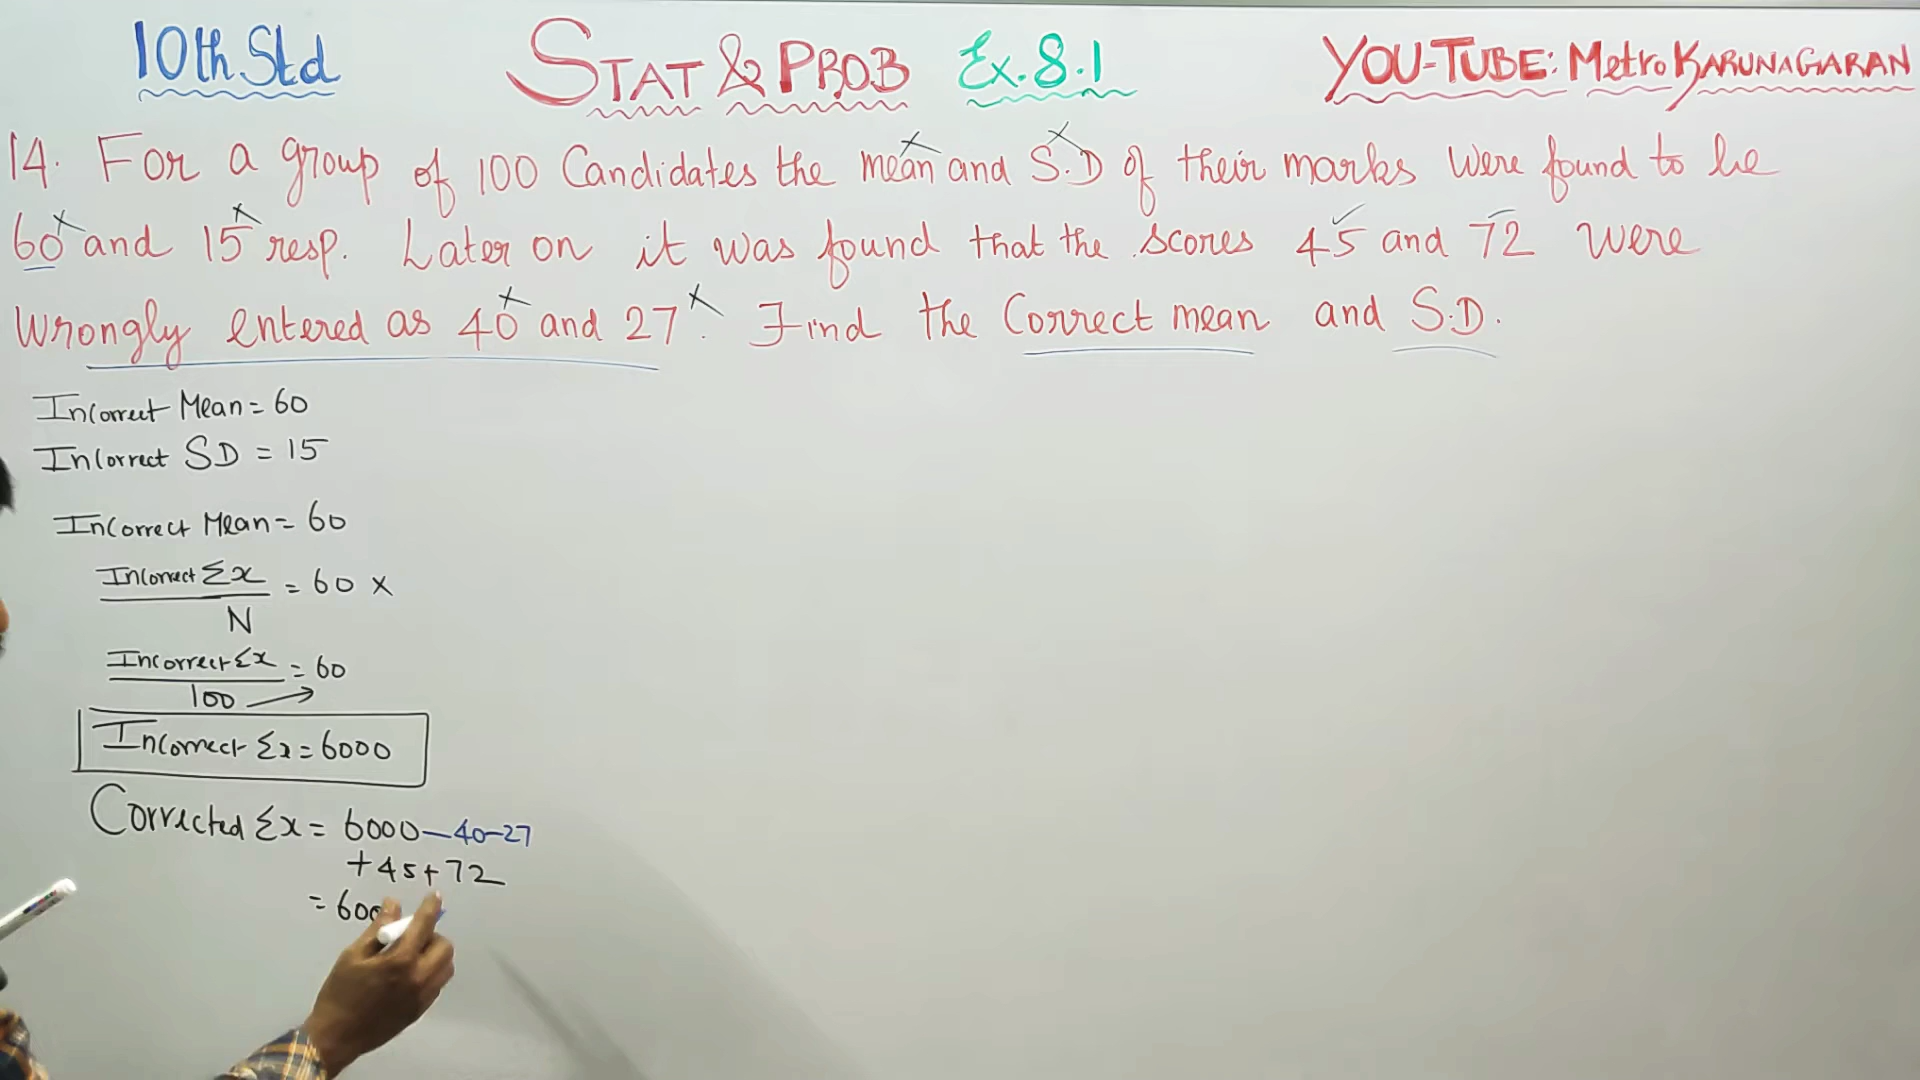 10th Std STAT & PROB Ex. 8.1 YOU-TUBE: Metro KARUNAGARAN
14. For a group of 100 Candidates the mean and S.D of their marks were found to be
60 and 15 resp. Later on it was found that the scores 45 and 72 were
wrongly entered as 40 and 27. Find the Correct mean and S.D.
Incorrect Mean = 60
Incorrect SD = 15
Incorrect Mean = 60
Incorrect Σx / N = 60 x
Incorrect Σx / 100 = 60
Incorrect Σx = 6000
Corrected Σx = 6000 - 40 - 27
+ 45 + 72
= 600